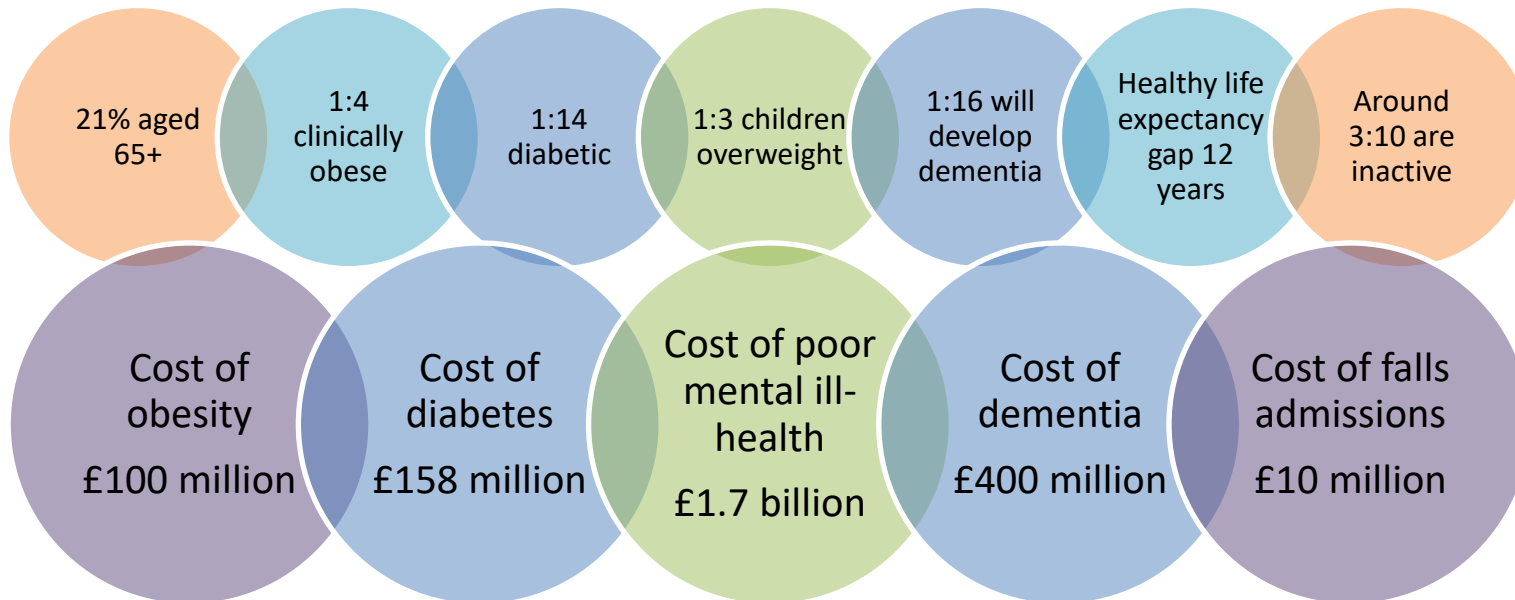 21% aged
65+
1:4
clinically
obese
1:14
diabetic
1:3 children
overweight
1:16 will
develop
dementia
Healthy life
expectancy
gap 12
years
Around
3:10 are
inactive
Cost of
obesity
£100 million
Cost of
diabetes
£158 million
Cost of poor
mental ill-
health
£1.7 billion
Cost of
dementia
£400 million
Cost of falls
admissions
£10 million